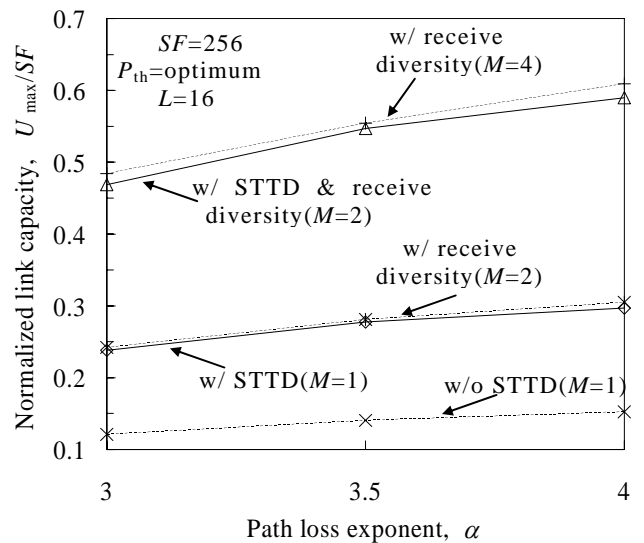 SF=256
P_th=optimum
L=16
w/ receive
diversity(M=4)
w/ STTD & receive
diversity(M=2)
w/ receive
diversity(M=2)
w/ STTD(M=1)
w/o STTD(M=1)
Normalized link capacity, U_max/SF
0.7
0.6
0.5
0.4
0.3
0.2
0.1
3
3.5
4
Path loss exponent, α